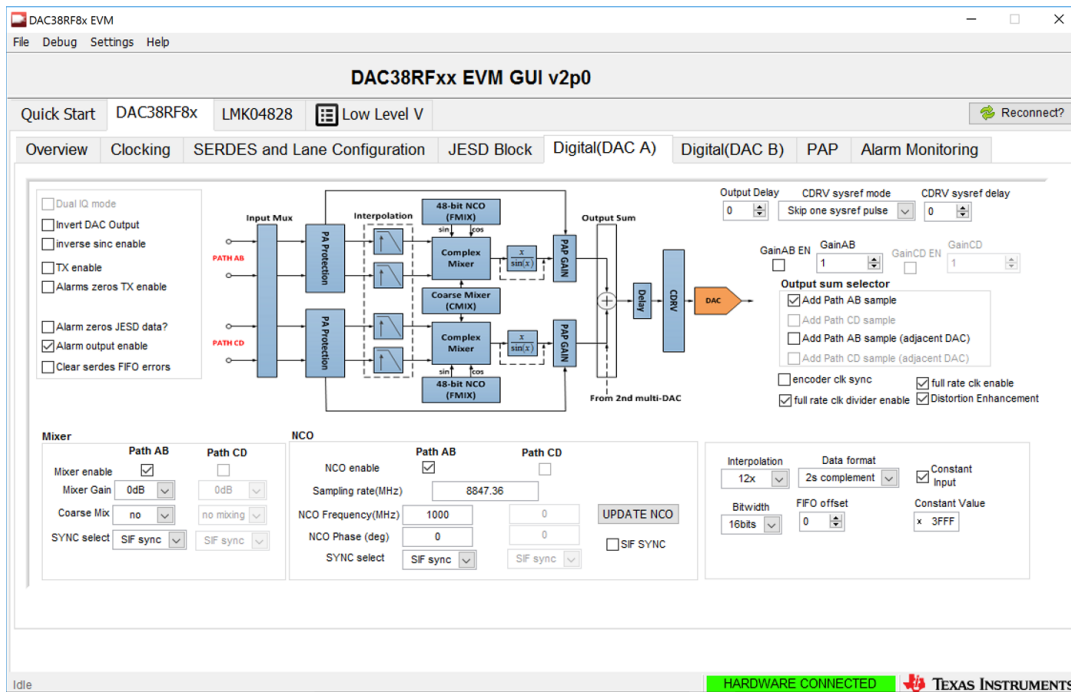 DAC38RF8x EVM
File Debug Settings Help
DAC38RFxx EVM GUI v2p0
Quick Start DAC38RF8x LMK04828 Low Level V Reconnect?
Overview Clocking SERDES and Lane Configuration JESD Block Digital(DAC A) Digital(DAC B) PAP Alarm Monitoring
Dual IQ mode
Invert DAC Output
inverse sinc enable
TX enable
Alarms zeros TX enable
Alarm zeros JESD data?
Alarm output enable
Clear serdes FIFO errors
Input Mux
PATH AB
PATH CD
PA Protection
PA Protection
Interpolation
48-bit NCO
(FMIX)
sin cos
Complex
Mixer
Coarse Mixer
(CMIX)
Complex
Mixer
sin cos
48-bit NCO
(FMIX)
x
sin(x)
x
sin(x)
PAP GAIN
PAP GAIN
Output Sum
Delay
CDRV
DAC
From 2nd multi-DAC
Output Delay CDRV sysref mode CDRV sysref delay
0 Skip one sysref pulse 0
GainAB EN GainAB GainCD EN GainCD
1 1
Output sum selector
Add Path AB sample
Add Path CD sample
Add Path AB sample (adjacent DAC)
Add Path CD sample (adjacent DAC)
encoder clk sync full rate clk enable
full rate clk divider enable Distortion Enhancement
Mixer
Path AB Path CD
Mixer enable
Mixer Gain 0dB 0dB
Coarse Mix no no mixing
SYNC select SIF sync SIF sync
NCO
Path AB Path CD
NCO enable
Sampling rate(MHz) 8847.36
NCO Frequency(MHz) 1000 0 UPDATE NCO
NCO Phase (deg) 0 0
SYNC select SIF sync SIF sync
SIF SYNC
Interpolation Data format
12x 2s complement Constant Input
Bitwidth FIFO offset Constant Value
16bits 0 x 3FFF
Idle HARDWARE CONNECTED TEXAS INSTRUMENTS